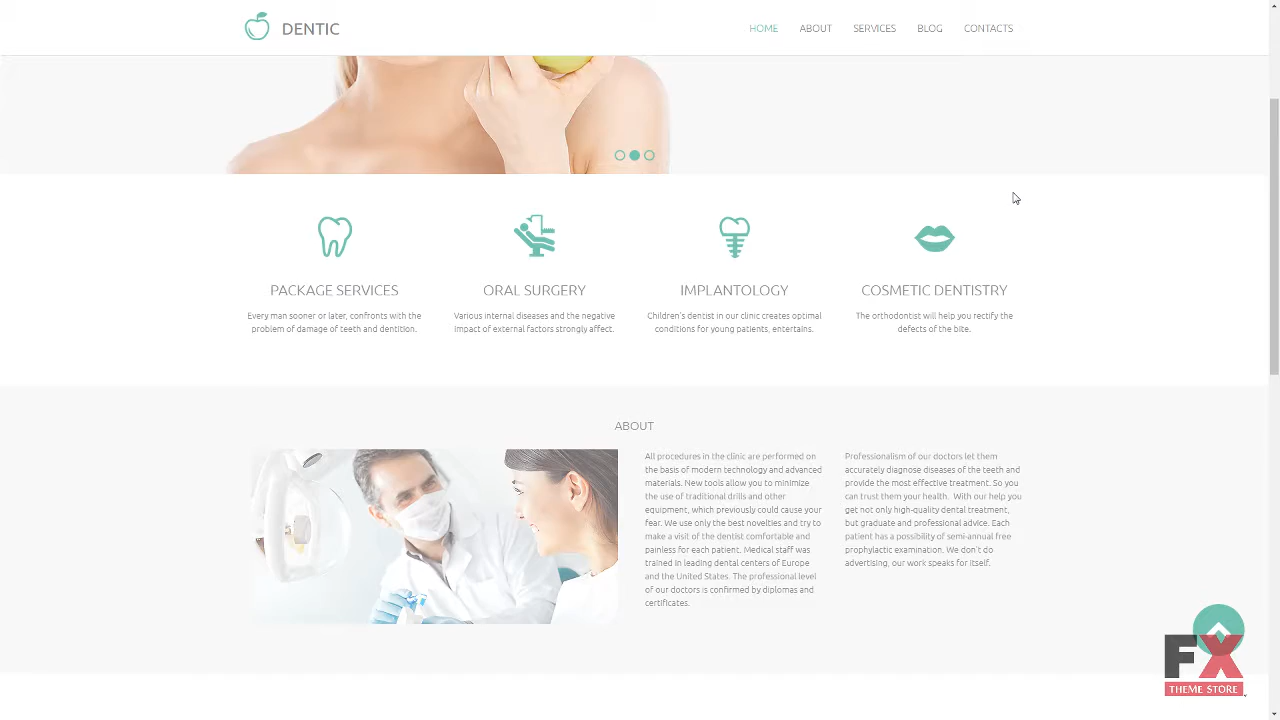 DENTIC
HOME ABOUT SERVICES BLOG CONTACTS
PACKAGE SERVICES
Every man sooner or later, confronts with the
problem of damage of teeth and dentition.
ORAL SURGERY
Various internal diseases and the negative
impact of external factors strongly affect.
IMPLANTOLOGY
Children's dentist in our clinic creates optimal
conditions for young patients, entertains.
COSMETIC DENTISTRY
The orthodontist will help you rectify the
defects of the bite.
ABOUT
All procedures in the clinic are performed on
the basis of modern technology and advanced
materials. New tools allow you to minimize
the use of traditional drills and other
equipment, which previously could cause your
fear. We use only the best novelties and try to
make a visit of the dentist comfortable and
painless for each patient. Medical staff was
trained in leading dental centers of Europe
and the United States. The professional level
of our doctors is confirmed by diplomas and
certificates.
Professionalism of our doctors let them
accurately diagnose diseases of the teeth and
provide the most effective treatment. So you
can trust them your health. With our help you
get not only high-quality dental treatment,
but graduate and professional advice. Each
patient has a possibility of semi-annual free
prophylactic examination. We don't do
advertising, our work speaks for itself.
FX
THEME STORE